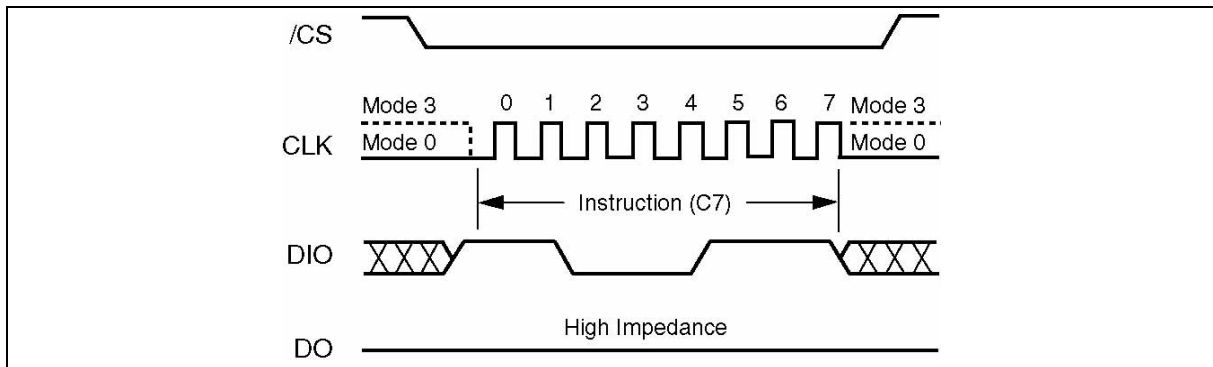 /CS
Mode 3 0 1 2 3 4 5 6 7 Mode 3
CLK Mode 0 Mode 0
Instruction (C7)
DIO
High Impedance
DO